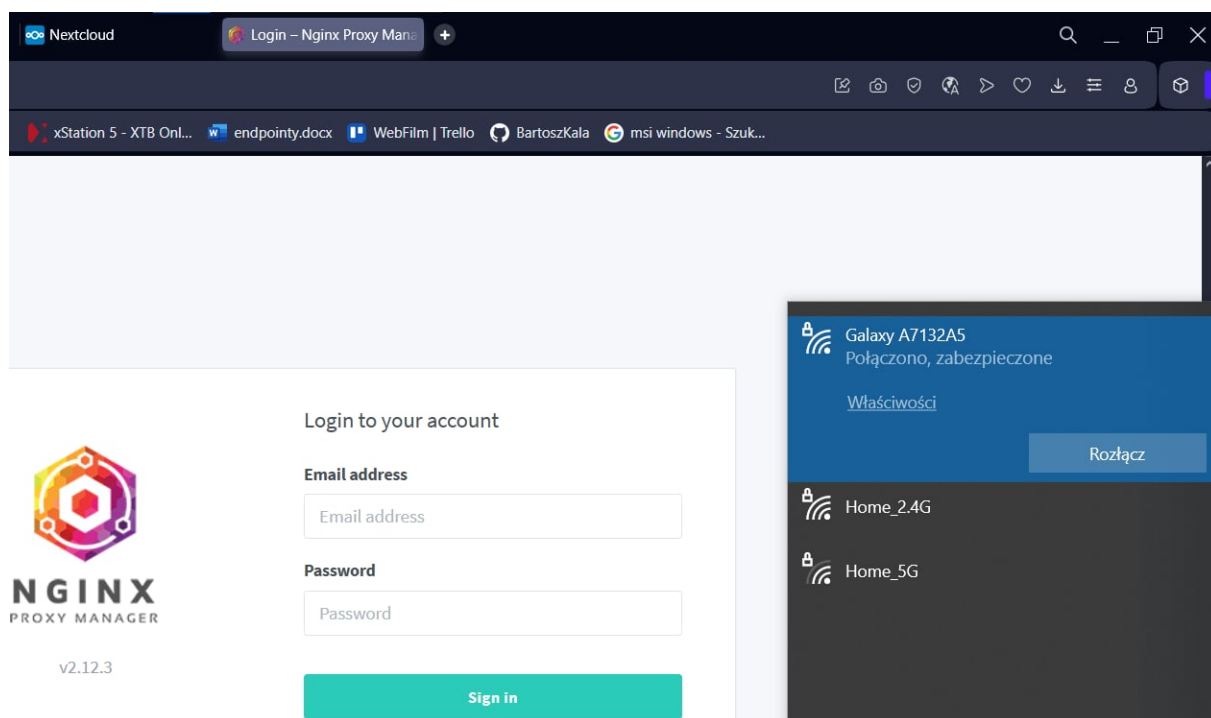 Nextcloud
Login – Nginx Proxy Mana
xStation 5 - XTB Onl...
endpointy.docx
WebFilm | Trello
BartoszKala
msi windows - Szuk...
Galaxy A7132A5
Połączono, zabezpieczone
Właściwości
Rozłącz
Home_2.4G
Home_5G
Login to your account
Email address
Email address
Password
Password
Sign in
NGINX
PROXY MANAGER
v2.12.3